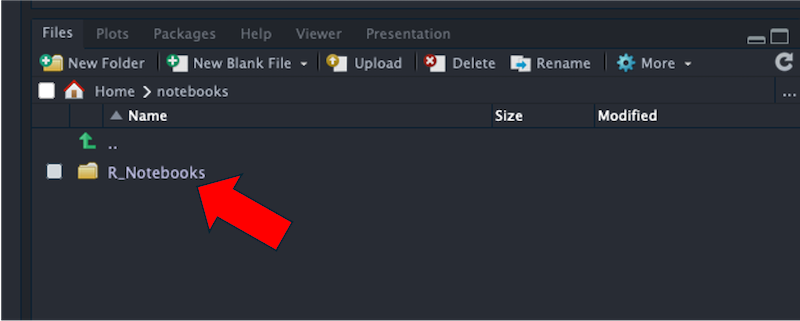 Files Plots Packages Help Viewer Presentation
New Folder New Blank File Upload Delete Rename More
Home notebooks ...
Name Size Modified
..
R_Notebooks